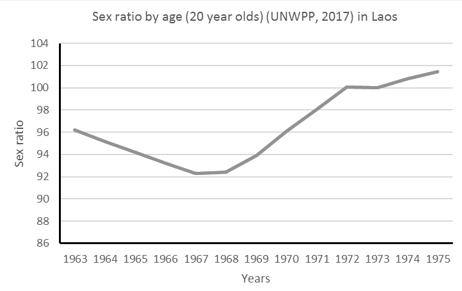 Sex ratio by age (20 year olds) (UNWPP, 2017) in Laos
104
102
100
98
96
94
92
90
88
86
Sex ratio
1963 1964 1965 1966 1967 1968 1969 1970 1971 1972 1973 1974 1975
Years